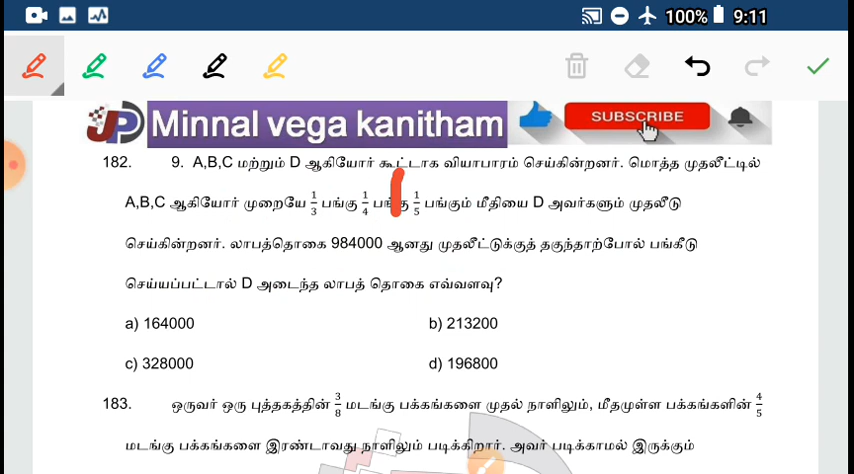 100% 9:11
Minnal vega kanitham
SUBSCRIBE
182. 9. A,B,C மற்றும் D ஆகியோர் கூட்டாக வியாபாரம் செய்கின்றனர். மொத்த முதலீட்டில்
A,B,C ஆகியோர் முறையே 1/3 பங்கு 1/4 பங்கு 1/5 பங்கும் மீதியை D அவர்களும் முதலீடு
செய்கின்றனர். லாபத்தொகை 984000 ஆனது முதலீட்டுக்குத் தகுந்தாற்போல் பங்கீடு
செய்யப்பட்டால் D அடைந்த லாபத் தொகை எவ்வளவு?
a) 164000 b) 213200
c) 328000 d) 196800
183. ஒருவர் ஒரு புத்தகத்தின் 3/8 மடங்கு பக்கங்களை முதல் நாளிலும், மீதமுள்ள பக்கங்களின் 4/5
மடங்கு பக்கங்களை இரண்டாவது நாளிலும் படிக்கிறார். அவர் படிக்காமல் இருக்கும்